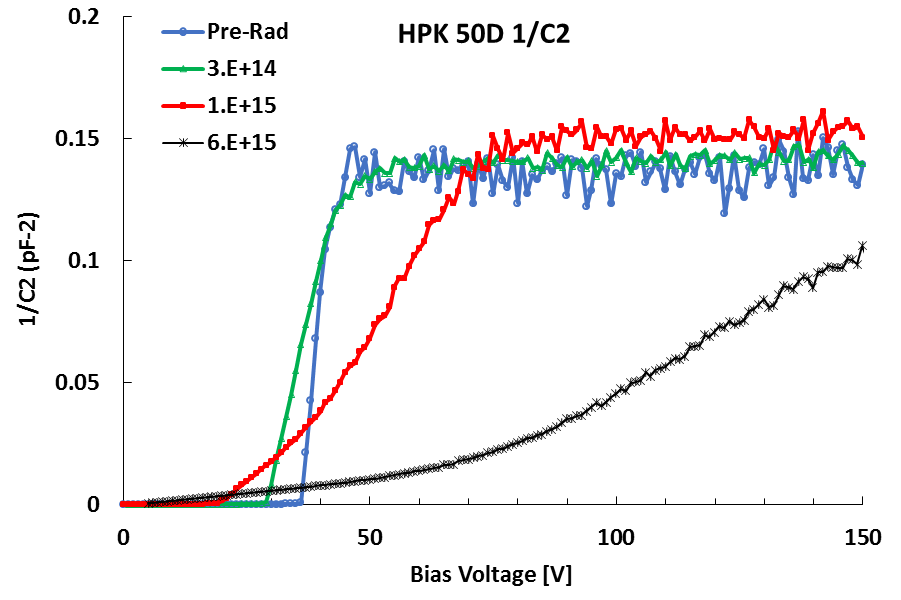 HPK 50D 1/C2
Pre-Rad
3.E+14
1.E+15
6.E+15
0.2
0.15
0.1
0.05
0
1/C2 (pF-2)
0 50 100 150
Bias Voltage [V]